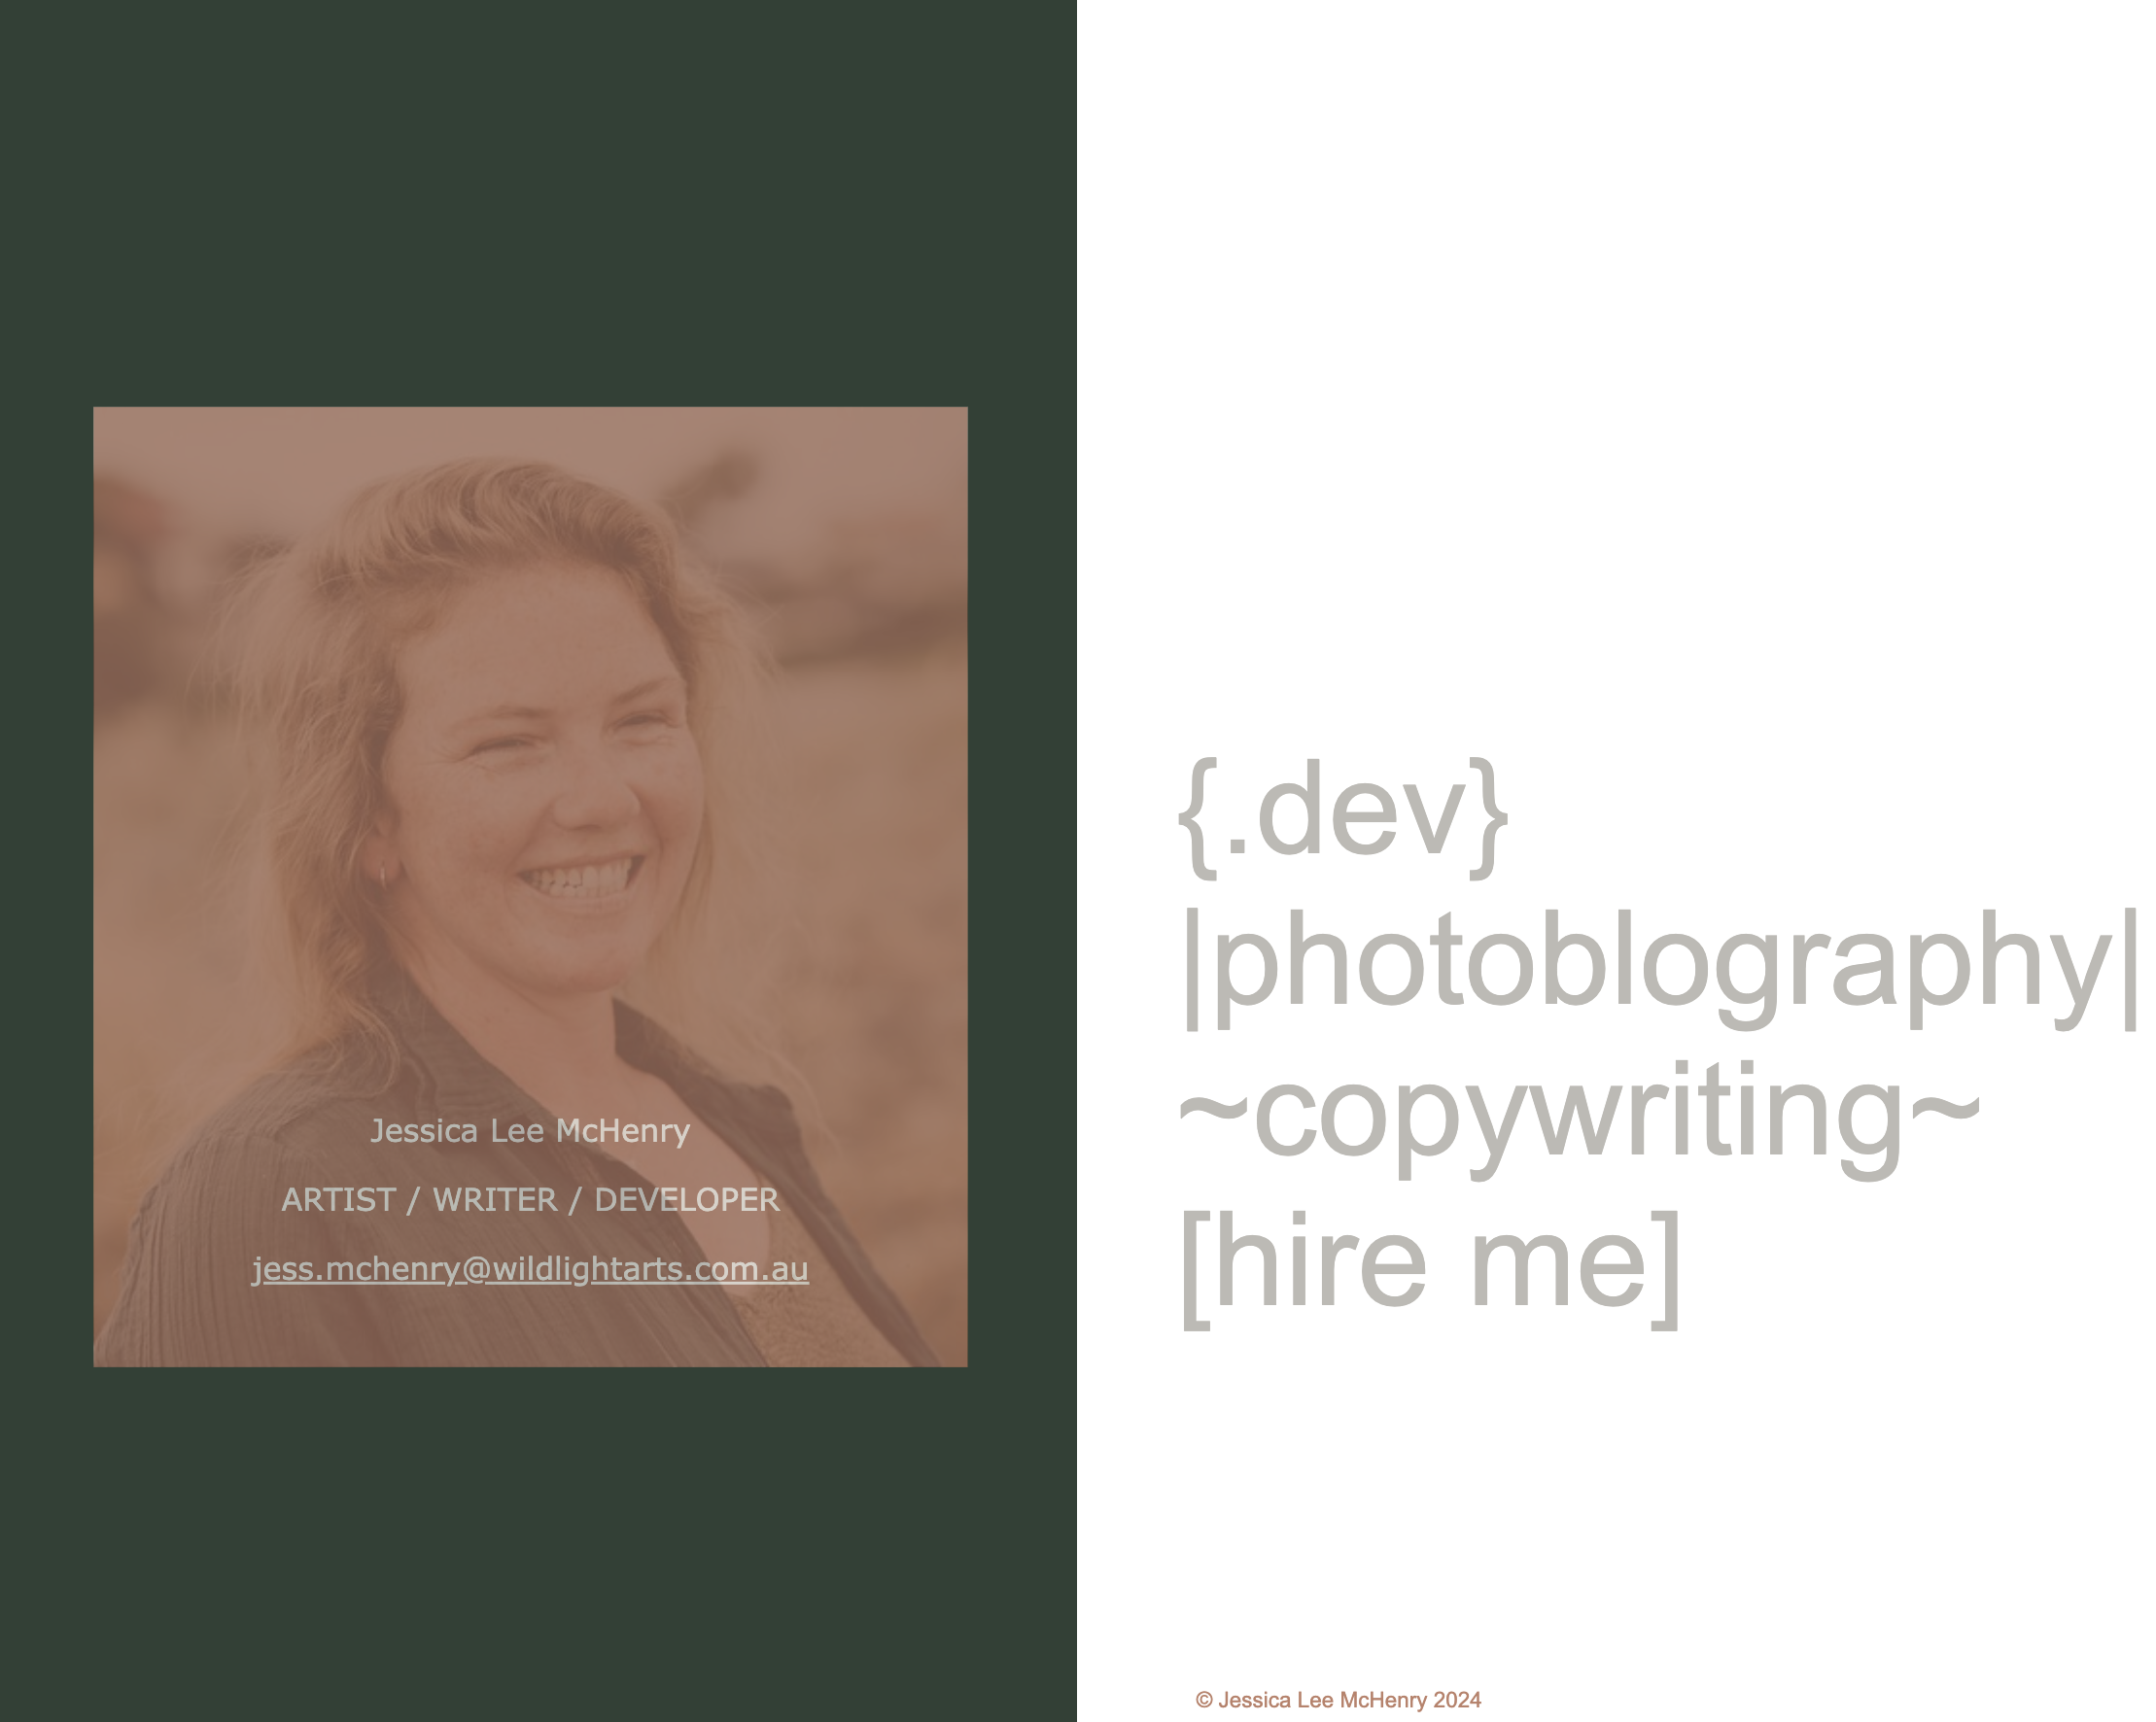 Jessica Lee McHenry
ARTIST / WRITER / DEVELOPER
jess.mchenry@wildlightarts.com.au
{.dev}
|photoblography|
~copywriting~
[hire me]
© Jessica Lee McHenry 2024